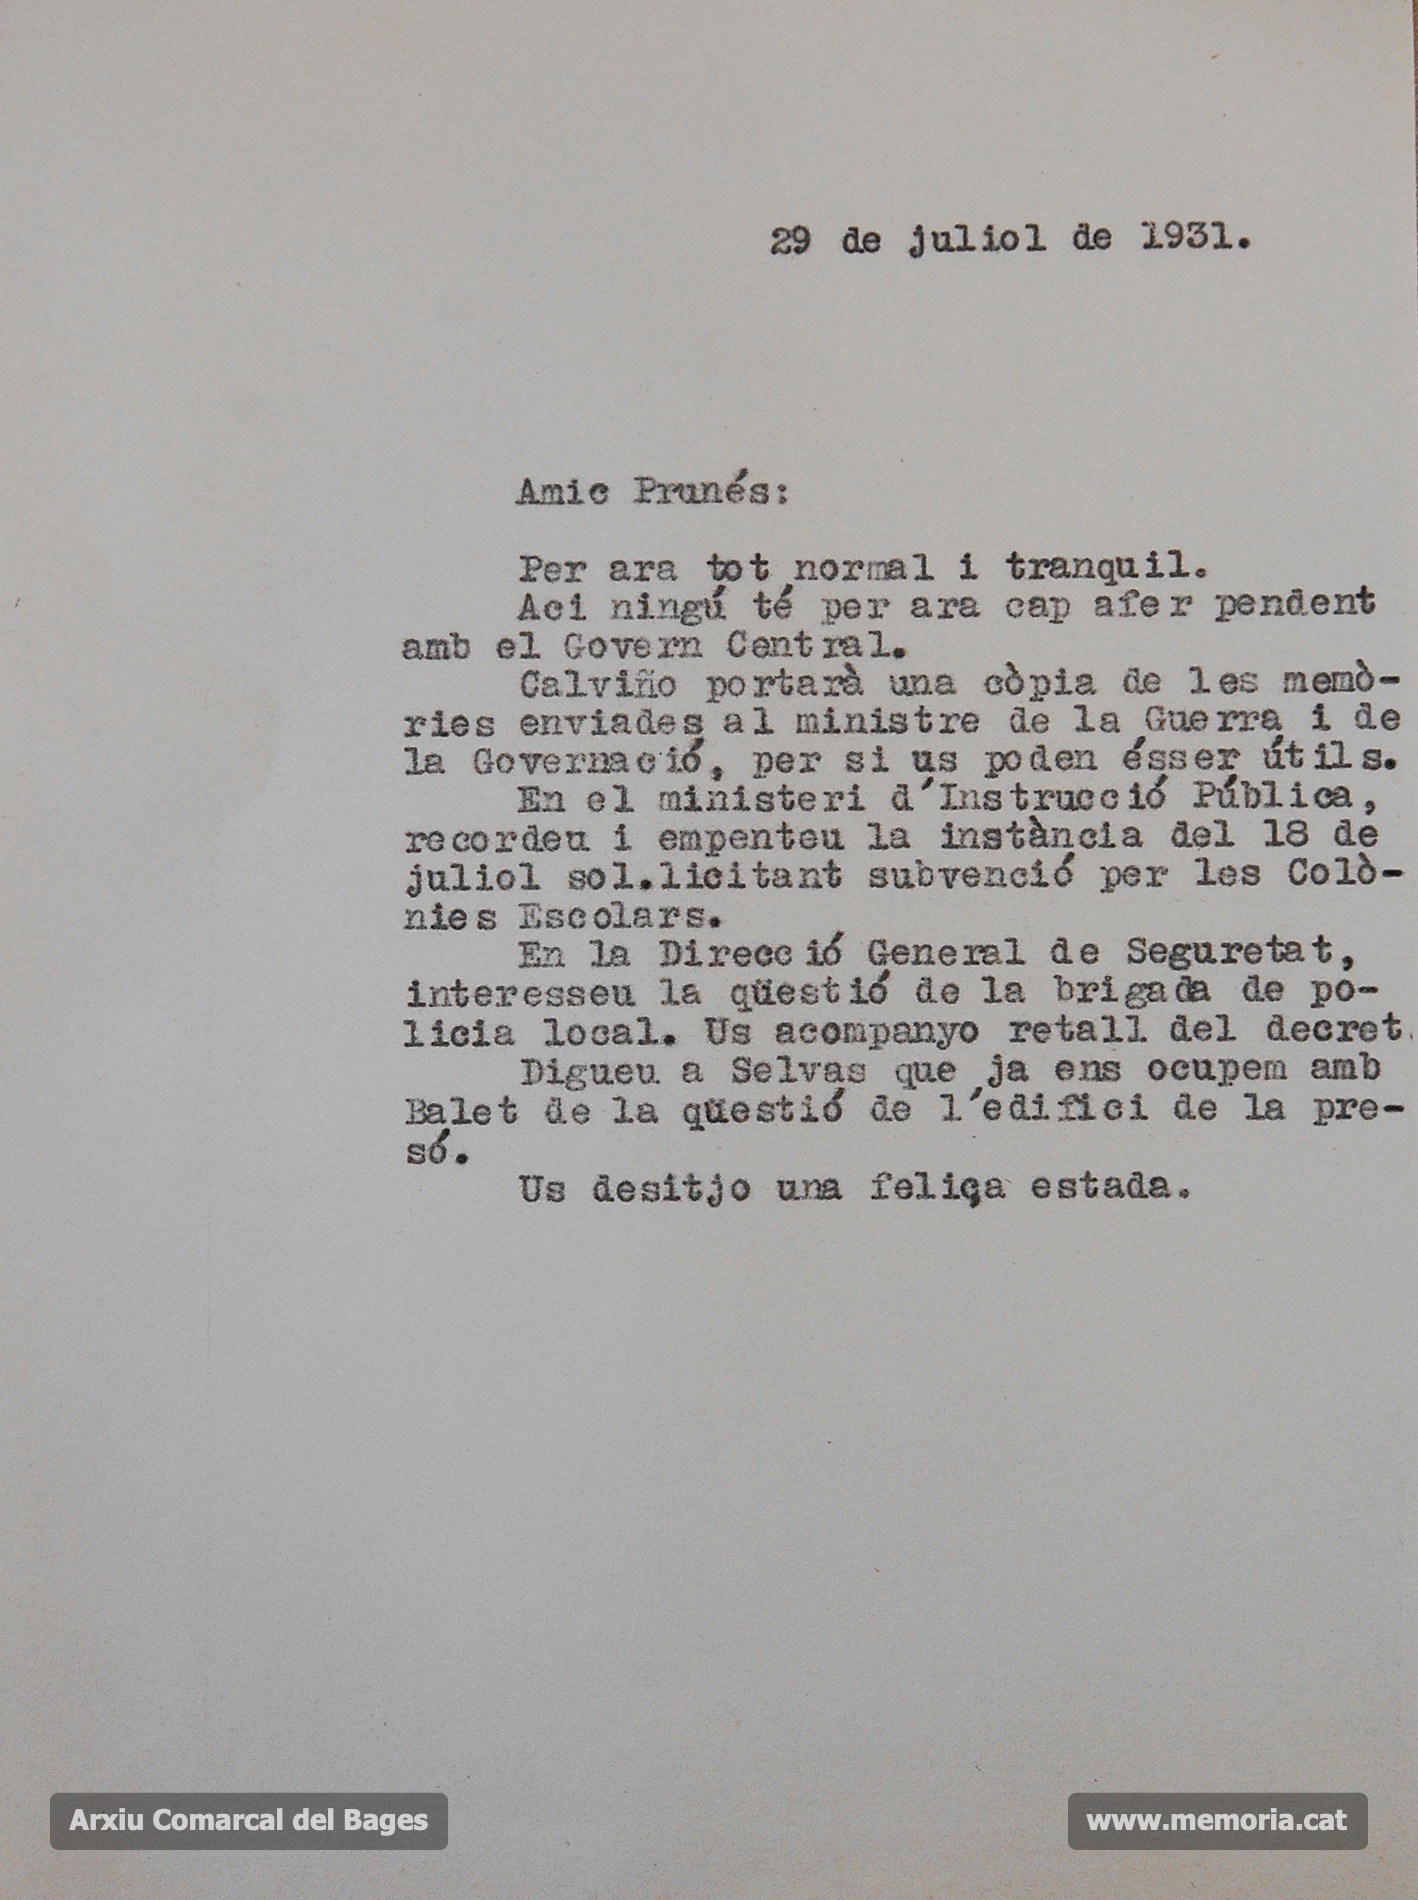 29 de juliol de 1931.
Amic Prunés:
Per ara tot normal i tranquil.
Aci ningú té per ara cap afer pendent
amb el Govern Central.
Calviño portarà una còpia de les memò-
ries enviades al ministre de la Guerra i de
la Governació, per si us poden ésser útils.
En el ministeri d'Instrucció Pública,
recordeu i empenteu la instància del 18 de
juliol sol.licitant subvenció per les Colò-
nies Escolars.
En la Direcció General de Seguretat,
interesseu la qüestió de la brigada de po-
licia local. Us acompanyo retall del decret.
Digueu a Selvas que ja ens ocupem amb
Balet de la qüestió de l'edifici de la pre-
só.
Us desitjo una feliça estada.
Arxiu Comarcal del Bages
www.memoria.cat